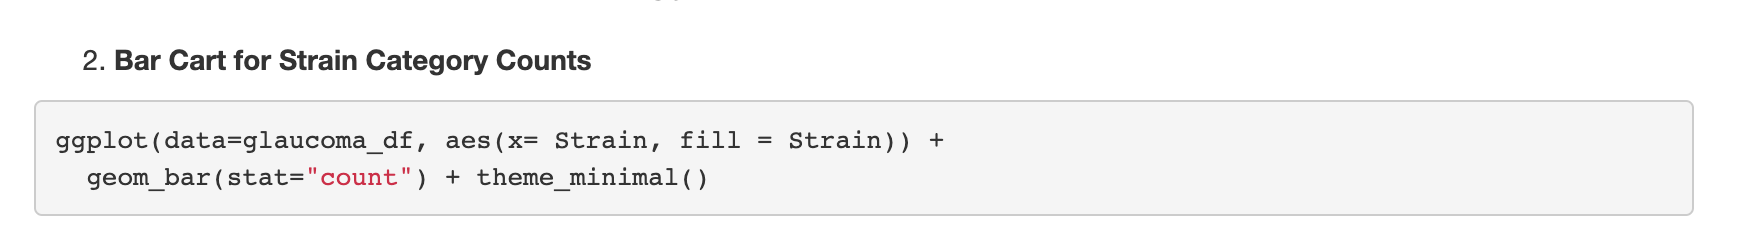 2. Bar Cart for Strain Category Counts
ggplot(data=glaucoma_df, aes(x= Strain, fill = Strain)) +
  geom_bar(stat="count") + theme_minimal()